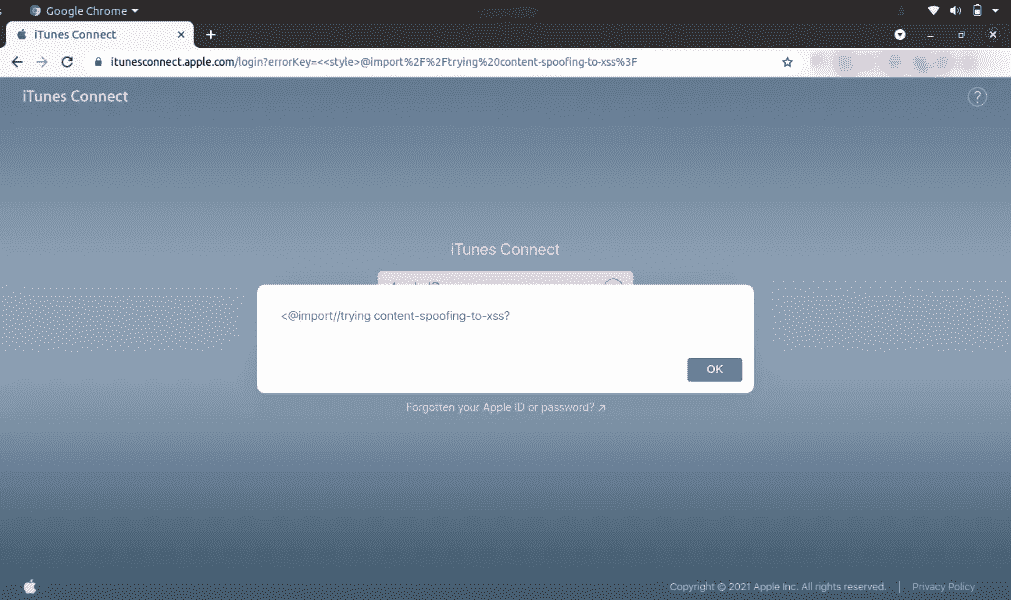 Google Chrome
iTunes Connect
itunesconnect.apple.com/login?errorKey=<<style>@import%2F%2Ftrying%20content-spoofing-to-xss%3F
iTunes Connect
?
iTunes Connect
<@import//trying content-spoofing-to-xss?
OK
Forgotten your Apple ID or password? ↗
Copyright © 2021 Apple Inc. All rights reserved. | Privacy Policy